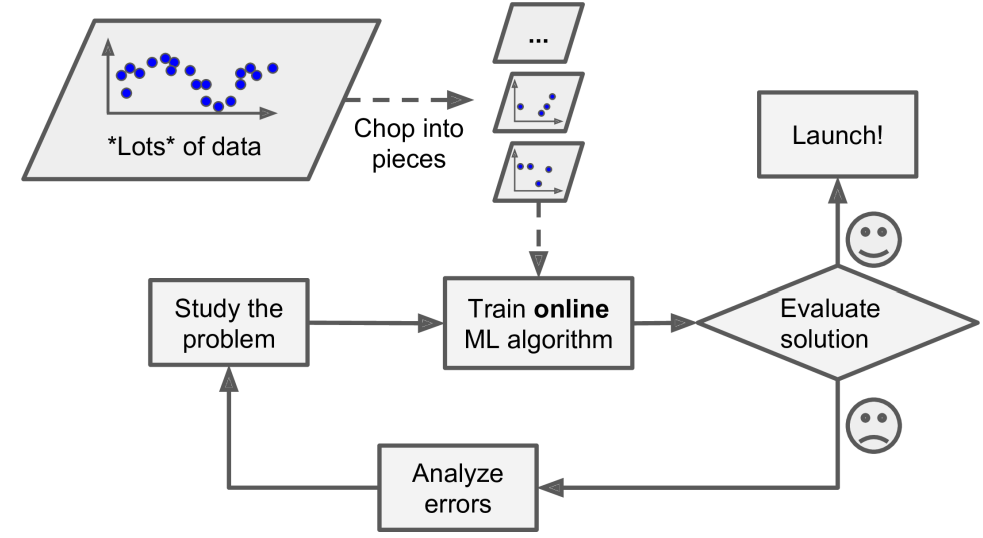 *Lots* of data
Chop into
pieces
...
Launch!
Study the
problem
Train online
ML algorithm
Evaluate
solution
Analyze
errors